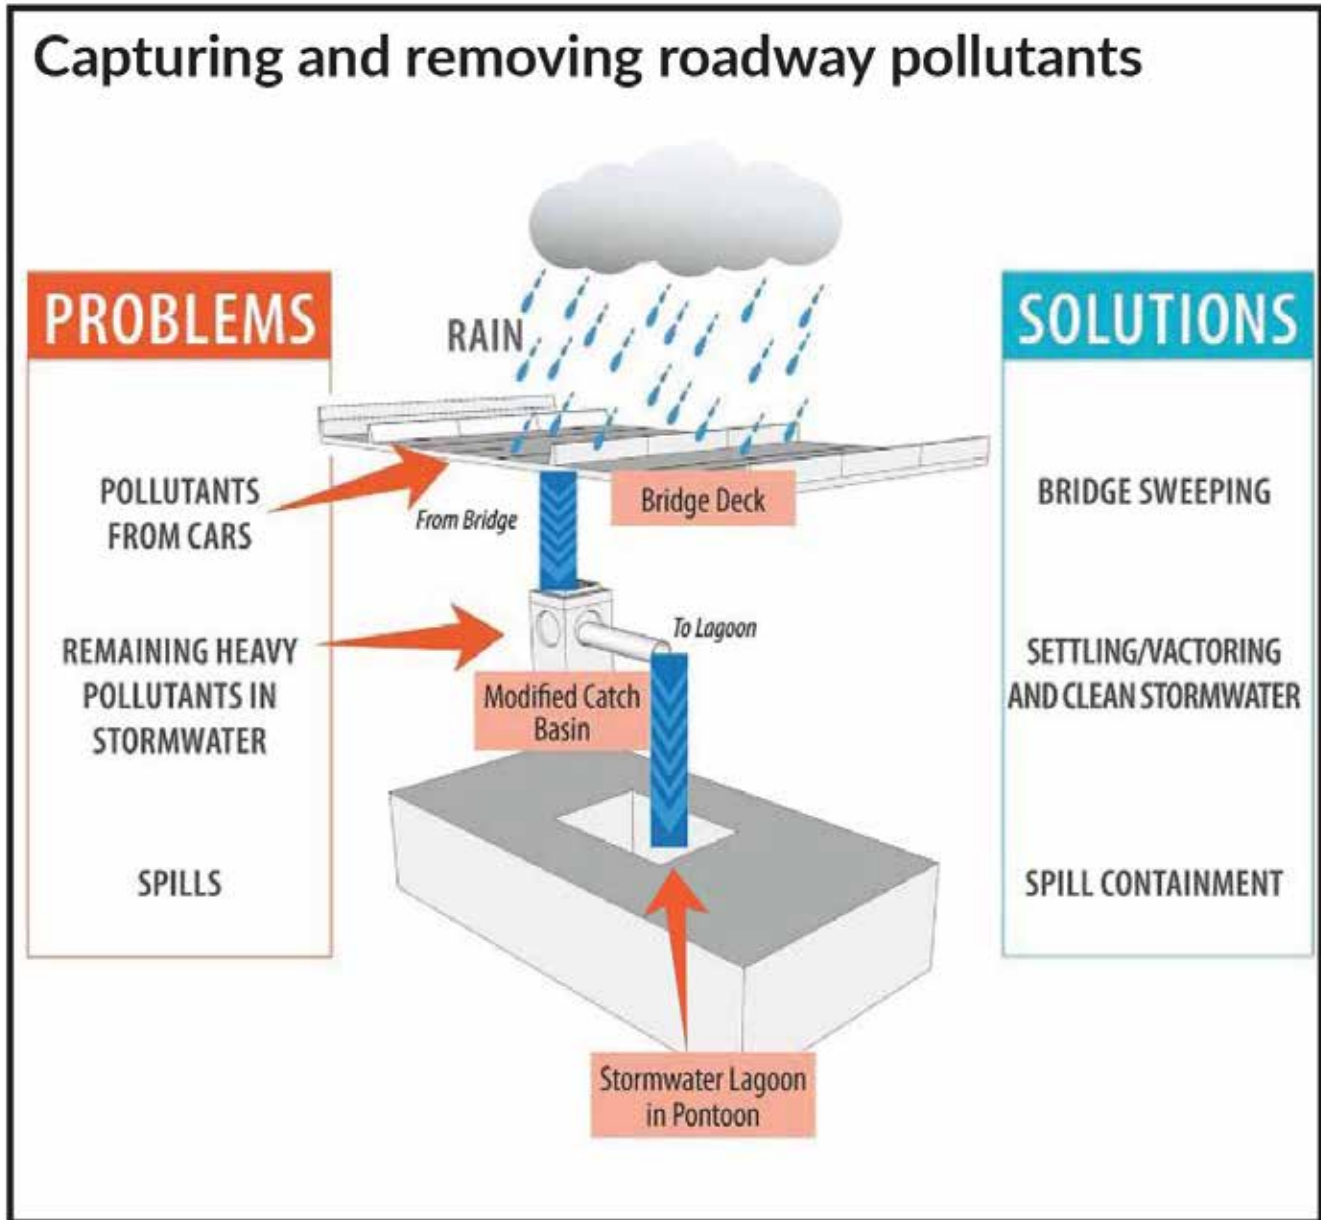 Capturing and removing roadway pollutants
PROBLEMS
POLLUTANTS
FROM CARS
REMAINING HEAVY
POLLUTANTS IN
STORMWATER
SPILLS
RAIN
From Bridge
Bridge Deck
To Lagoon
Modified Catch
Basin
Stormwater Lagoon
in Pontoon
SOLUTIONS
BRIDGE SWEEPING
SETTLING/VACTORING
AND CLEAN STORMWATER
SPILL CONTAINMENT